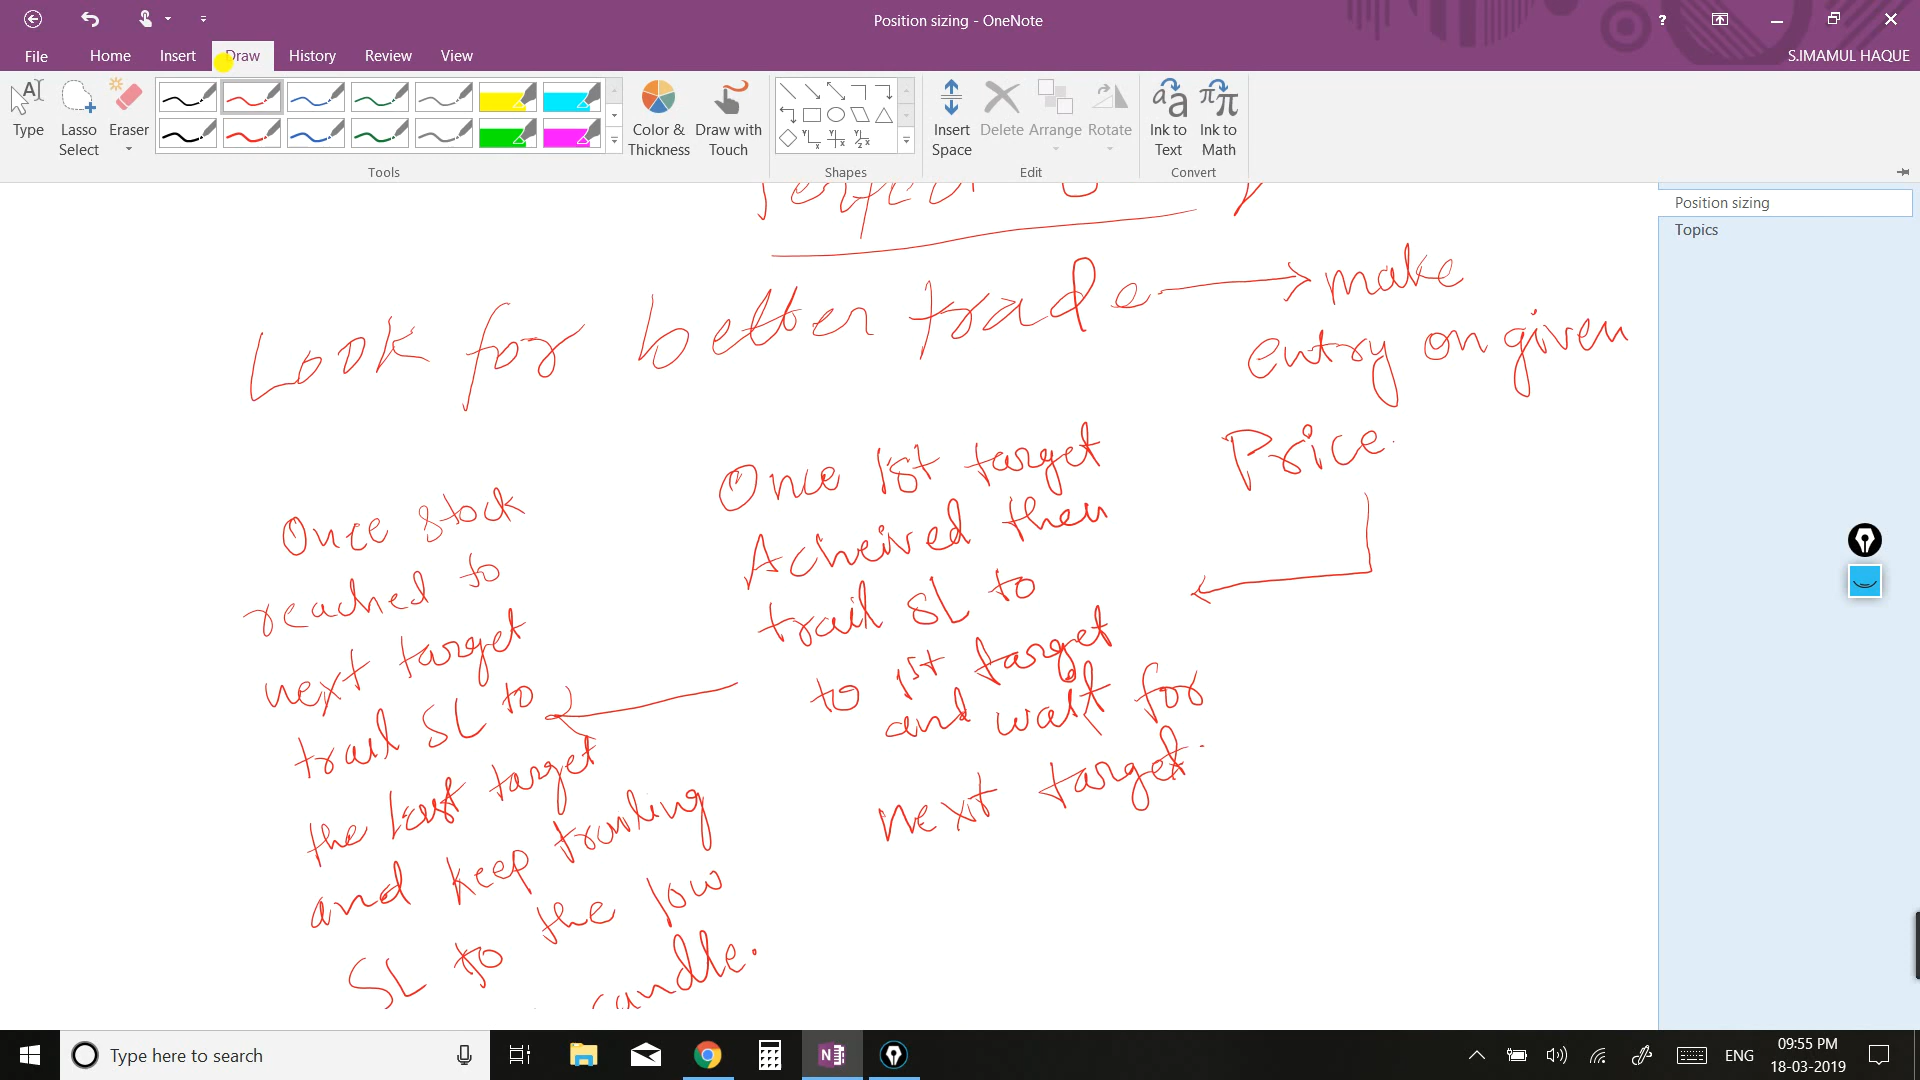 Position sizing - OneNote
?
File
Home
Insert
Draw
History
Review
View
S.IMAMUL HAQUE
Type
Lasso
Select
Eraser
Color &
Thickness
Draw with
Touch
Insert
Space
Delete
Arrange
Rotate
Ink to
Text
Ink to
Math
Tools
Shapes
Edit
Convert
Position sizing
Topics
Look for better trade
make
entry on given
Price.
Once 1st target
Acheived then
trail SL to
to 1st target
and wait for
next target.
Once stock
reached to
next target
trail SL to
the last target
and keep trailing
SL to the low
candle.
Type here to search
ENG
09:55 PM
18-03-2019